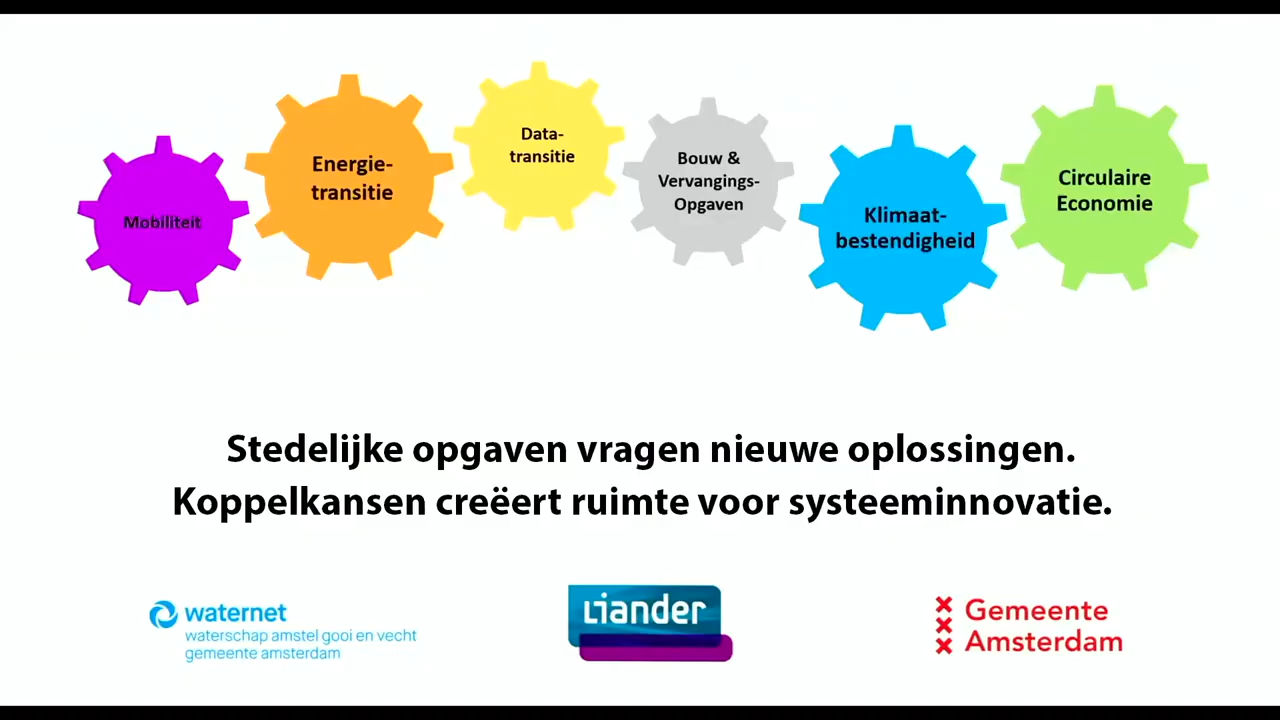 Mobiliteit
Energie-
transitie
Data-
transitie
Bouw &
Vervangings-
Opgaven
Klimaat-
bestendigheid
Circulaire
Economie
Stedelijke opgaven vragen nieuwe oplossingen.
Koppelkansen creëert ruimte voor systeeminnovatie.
waternet
waterschap amstel gooi en vecht
gemeente amsterdam
Liander
Gemeente
Amsterdam